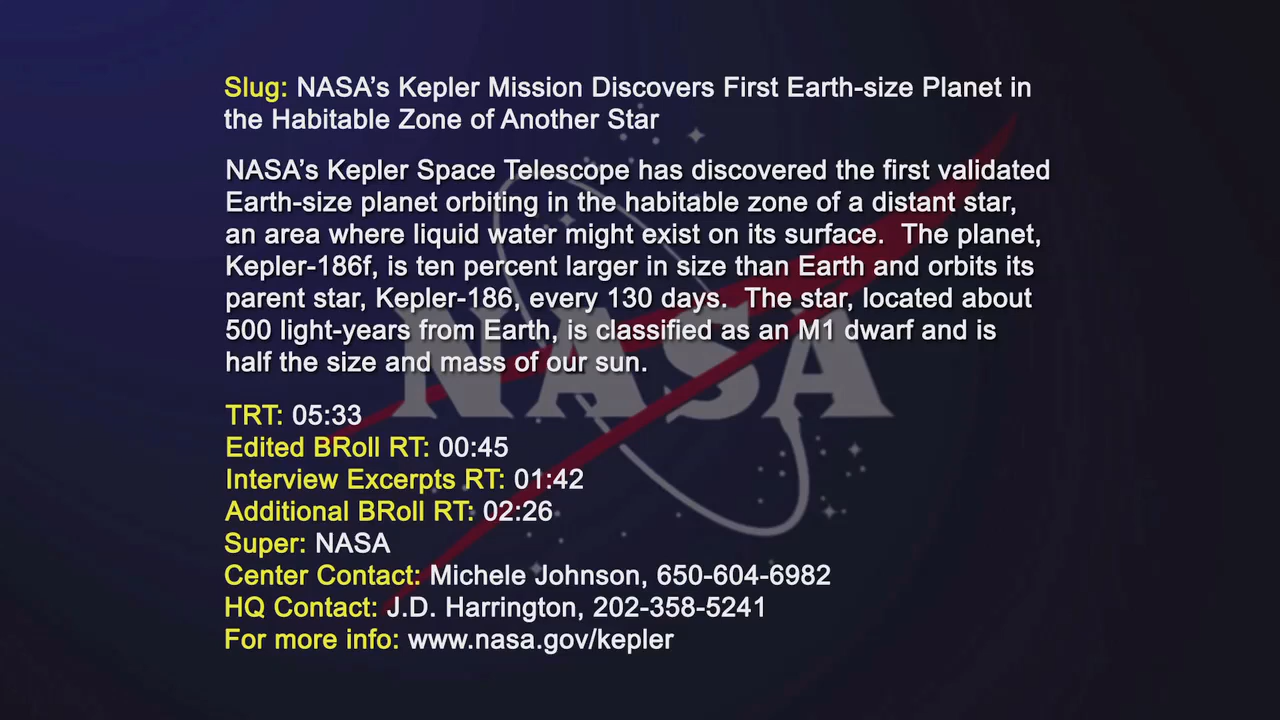 Slug: NASA’s Kepler Mission Discovers First Earth-size Planet in
the Habitable Zone of Another Star
NASA’s Kepler Space Telescope has discovered the first validated
Earth-size planet orbiting in the habitable zone of a distant star,
an area where liquid water might exist on its surface.  The planet,
Kepler-186f, is ten percent larger in size than Earth and orbits its
parent star, Kepler-186, every 130 days.  The star, located about
500 light-years from Earth, is classified as an M1 dwarf and is
half the size and mass of our sun.
NASA
TRT: 05:33
Edited BRoll RT: 00:45
Interview Excerpts RT: 01:42
Additional BRoll RT: 02:26
Super: NASA
Center Contact: Michele Johnson, 650-604-6982
HQ Contact: J.D. Harrington, 202-358-5241
For more info: www.nasa.gov/kepler